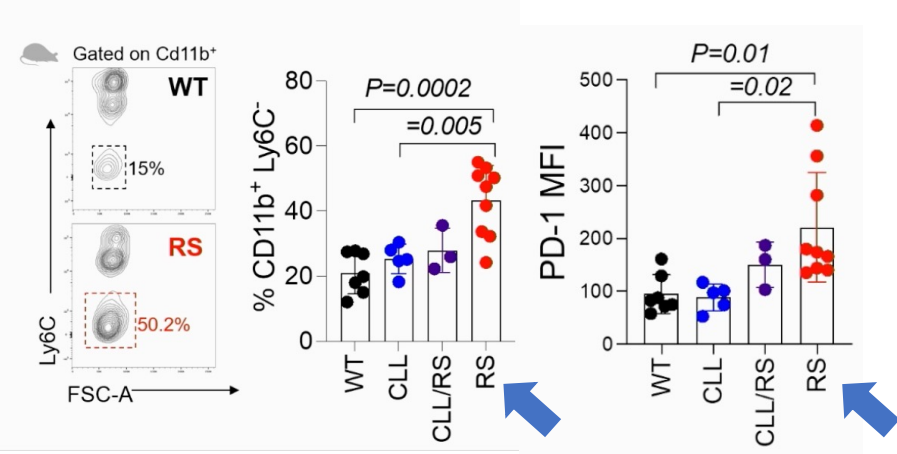 Gated on Cd11b⁺
WT
15%
RS
50.2%
Ly6C
FSC-A
% CD11b⁺ Ly6C⁻
80
60
40
20
0
P=0.0002
=0.005
WT
CLL
CLL/RS
RS
PD-1 MFI
500
400
300
200
100
0
P=0.01
=0.02
WT
CLL
CLL/RS
RS